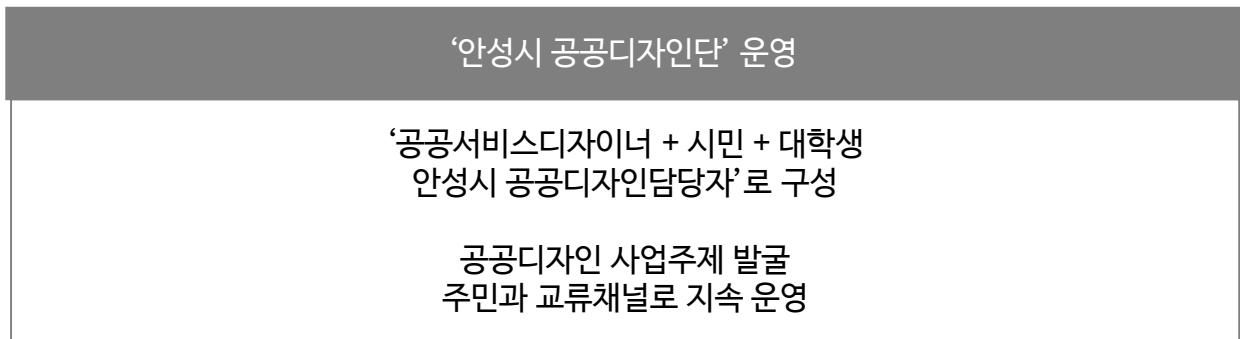 ‘안성시 공공디자인단’ 운영
‘공공서비스디자이너 + 시민 + 대학생
안성시 공공디자인담당자’로 구성
공공디자인 사업주제 발굴
주민과 교류채널로 지속 운영